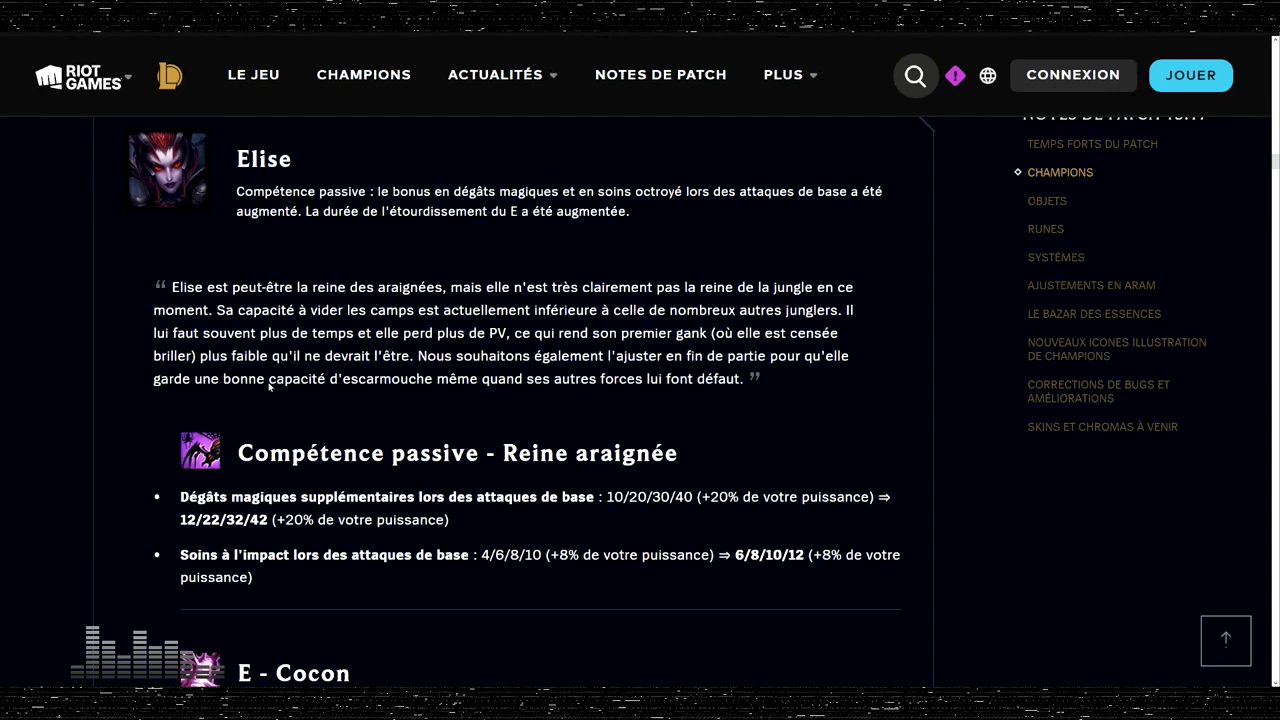 RIOT GAMES
LE JEU
CHAMPIONS
ACTUALITÉS
NOTES DE PATCH
PLUS
CONNEXION
JOUER
Elise
Compétence passive : le bonus en dégâts magiques et en soins octroyé lors des attaques de base a été
augmenté. La durée de l'étourdissement du E a été augmentée.
“ Elise est peut-être la reine des araignées, mais elle n'est très clairement pas la reine de la jungle en ce
moment. Sa capacité à vider les camps est actuellement inférieure à celle de nombreux autres junglers. Il
lui faut souvent plus de temps et elle perd plus de PV, ce qui rend son premier gank (où elle est censée
briller) plus faible qu'il ne devrait l'être. Nous souhaitons également l'ajuster en fin de partie pour qu'elle
garde une bonne capacité d'escarmouche même quand ses autres forces lui font défaut. ”
Compétence passive - Reine araignée
• Dégâts magiques supplémentaires lors des attaques de base : 10/20/30/40 (+20% de votre puissance) ⇒
12/22/32/42 (+20% de votre puissance)
• Soins à l'impact lors des attaques de base : 4/6/8/10 (+8% de votre puissance) ⇒ 6/8/10/12 (+8% de votre
puissance)
E - Cocon
NOTES DE PATCH
TEMPS FORTS DU PATCH
CHAMPIONS
OBJETS
RUNES
SYSTÈMES
AJUSTEMENTS EN ARAM
LE BAZAR DES ESSENCES
NOUVEAUX ICONES ILLUSTRATION
DE CHAMPIONS
CORRECTIONS DE BUGS ET
AMÉLIORATIONS
SKINS ET CHROMAS À VENIR